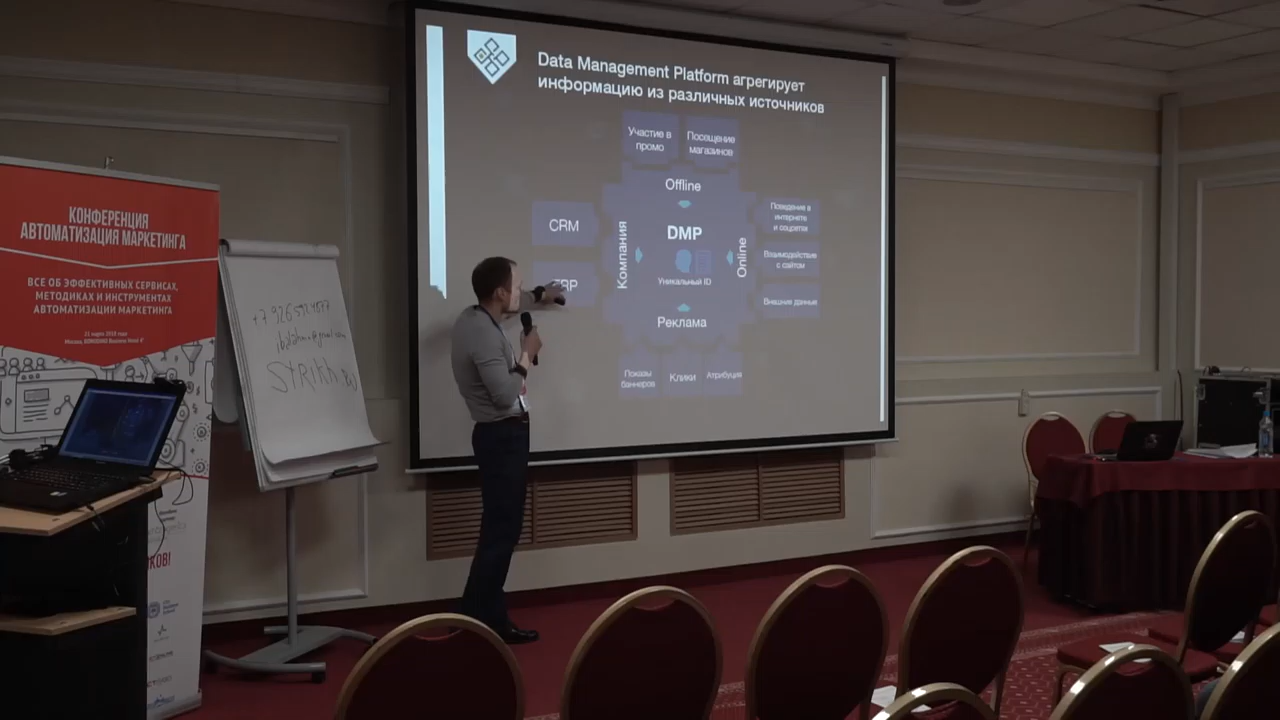 Data Management Platform агрегирует
информацию из различных источников
Участие в
промо
Посещение
магазинов
Offline
CRM
ERP
Компания
DMP
Уникальный ID
Online
Поведение в
интернете
и соцсетях
Взаимодействие
с сайтом
Внешние данные
Реклама
Показы
баннеров
Клики
Атрибуция
КОНФЕРЕНЦИЯ
АВТОМАТИЗАЦИЯ МАРКЕТИНГА
ВСЕ ОБ ЭФФЕКТИВНЫХ СЕРВИСАХ,
МЕТОДИКАХ И ИНСТРУМЕНТАХ
АВТОМАТИЗАЦИИ МАРКЕТИНГА